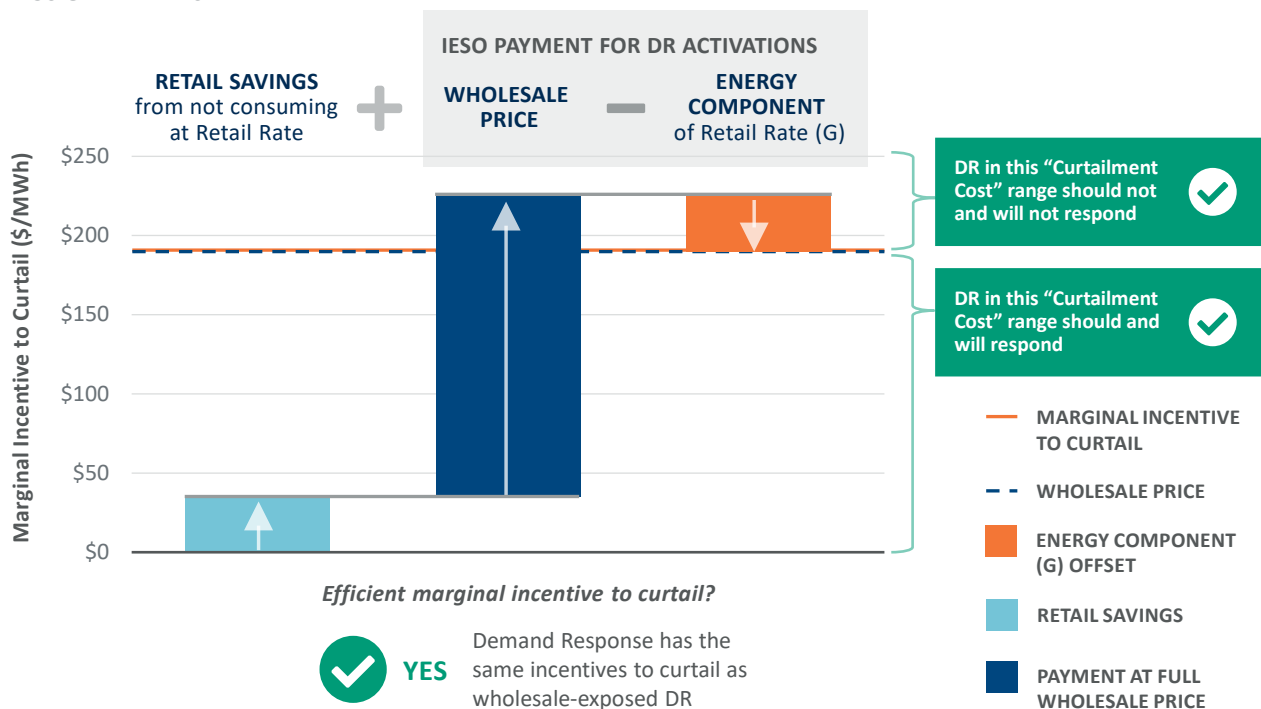 IESO PAYMENT FOR DR ACTIVATIONS
RETAIL SAVINGS
from not consuming
at Retail Rate
WHOLESALE
PRICE
ENERGY
COMPONENT
of Retail Rate (G)
Marginal Incentive to Curtail ($/MWh)
$250
$200
$150
$100
$50
$0
DR in this “Curtailment
Cost” range should not
and will not respond
DR in this “Curtailment
Cost” range should and
will respond
MARGINAL INCENTIVE
TO CURTAIL
WHOLESALE PRICE
ENERGY COMPONENT
(G) OFFSET
RETAIL SAVINGS
PAYMENT AT FULL
WHOLESALE PRICE
Efficient marginal incentive to curtail?
YES
Demand Response has the
same incentives to curtail as
wholesale-exposed DR